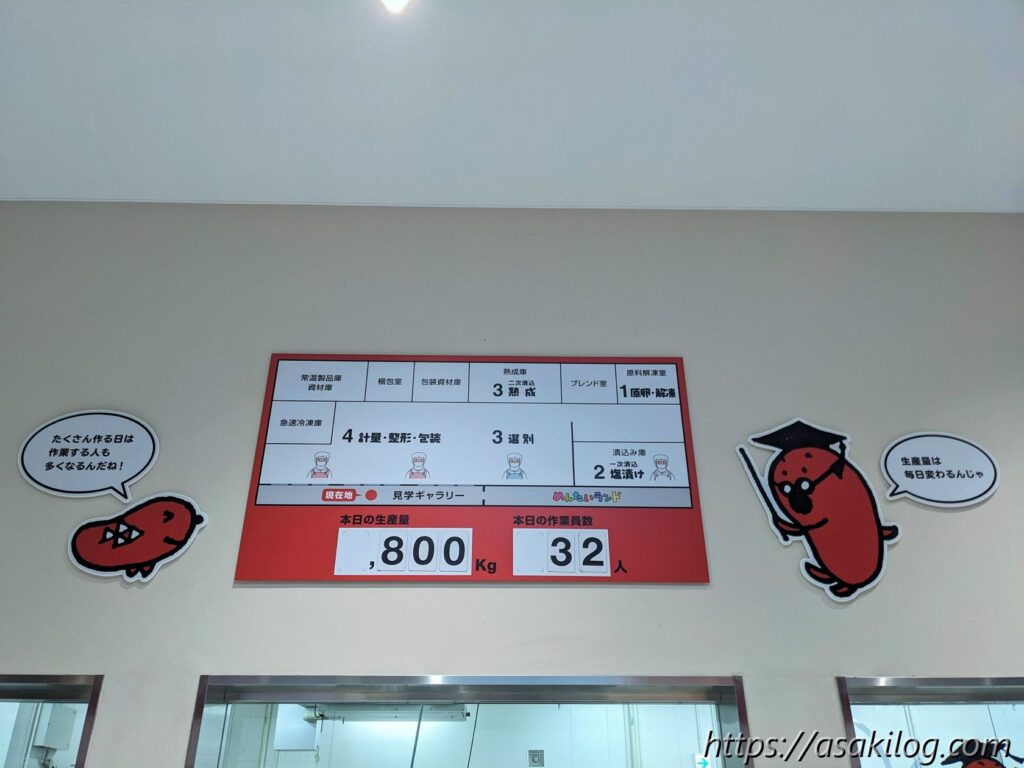 常温製品庫
資材庫
梱包室
包装資材庫
熟成庫
二次漬込
3 熟成
ブレンド室
原料解凍室
1 原卵・解凍
急速冷凍庫
4 計量・整形・包装
3 選別
漬込み庫
一次漬込
2 塩漬け
現在地
見学ギャラリー
めんたいランド
本日の生産量
,800 Kg
本日の作業員数
32 人
たくさん作る日は
作業する人も
多くなるんだね！
生産量は
毎日変わるんじゃ
https://asakilog.com